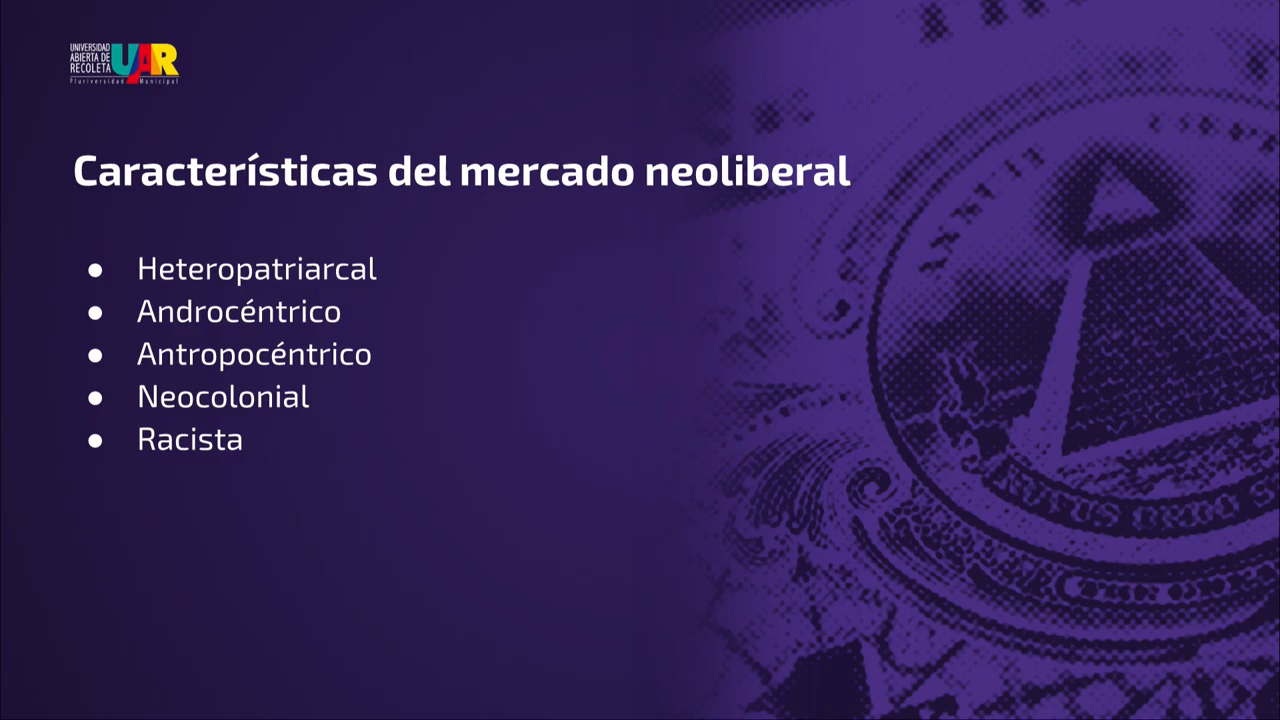 UNIVERSIDAD
ABIERTA DE
RECOLETA
UAR
Pluriversidad Municipal
Características del mercado neoliberal
● Heteropatriarcal
● Androcéntrico
● Antropocéntrico
● Neocolonial
● Racista